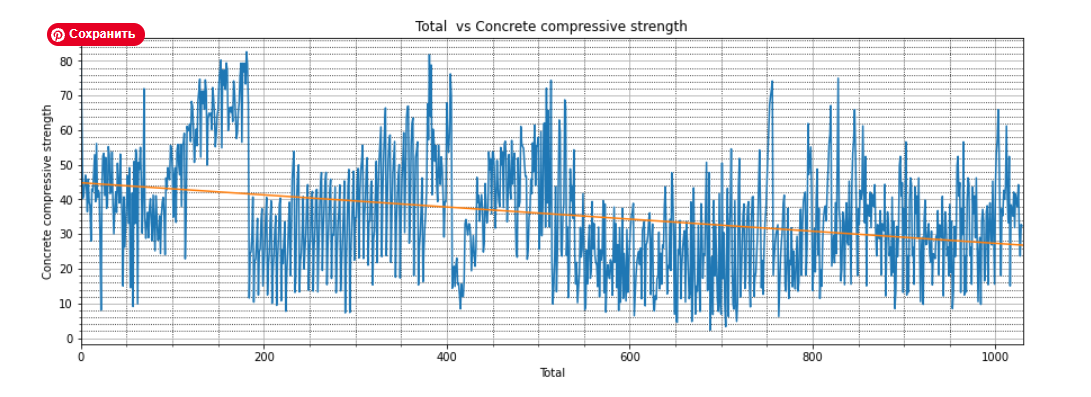 Total vs Concrete compressive strength
Сохранить
80
70
60
50
40
30
20
10
0
Concrete compressive strength
0 200 400 600 800 1000
Total